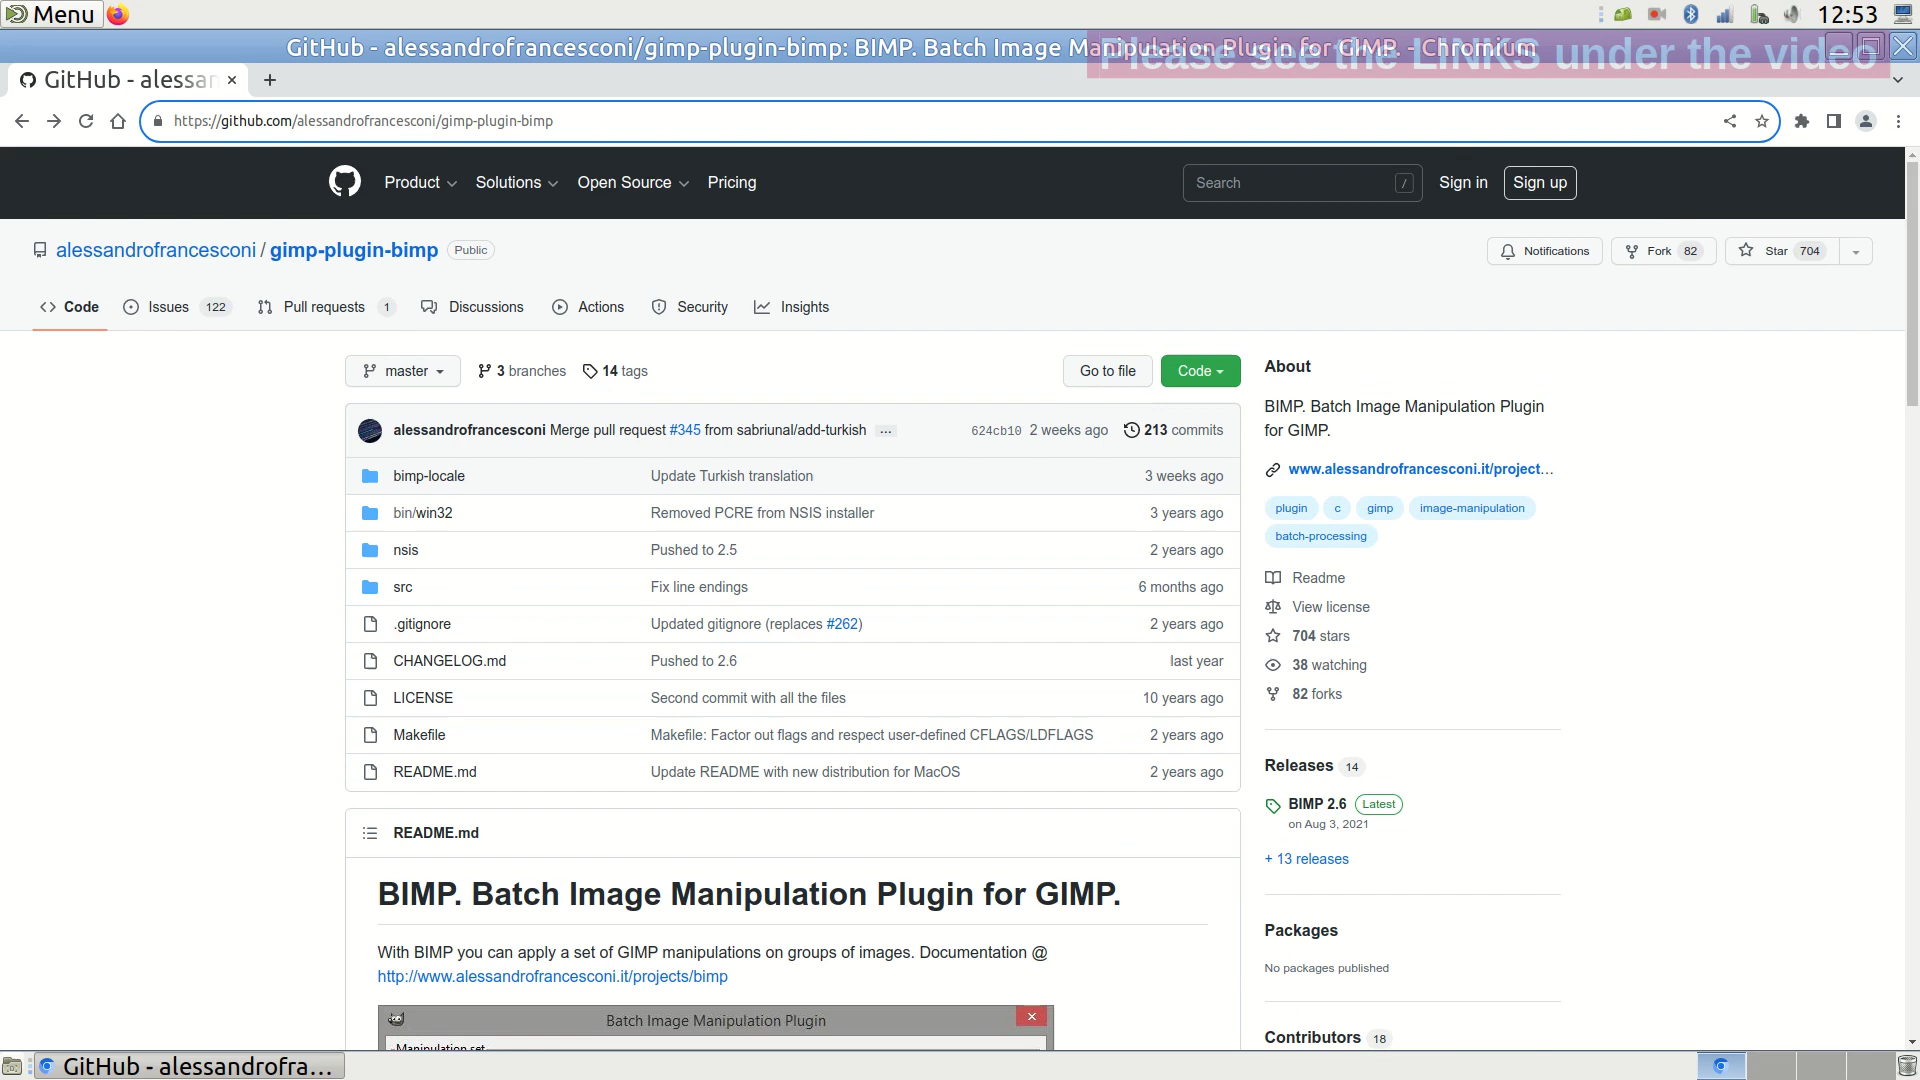 Menu
12:53
GitHub - alessandrofrancesconi/gimp-plugin-bimp: BIMP. Batch Image Manipulation Plugin for GIMP. - Chromium
Please see the LINKS under the video
GitHub - alessan
https://github.com/alessandrofrancesconi/gimp-plugin-bimp
Product Solutions Open Source Pricing
Search /
Sign in
Sign up
alessandrofrancesconi / gimp-plugin-bimp Public
Notifications
Fork 82
Star 704
Code
Issues 122
Pull requests 1
Discussions
Actions
Security
Insights
master
3 branches
14 tags
Go to file
Code
alessandrofrancesconi Merge pull request #345 from sabriunal/add-turkish ... 624cb10 2 weeks ago 213 commits
bimp-locale Update Turkish translation 3 weeks ago
bin/win32 Removed PCRE from NSIS installer 3 years ago
nsis Pushed to 2.5 2 years ago
src Fix line endings 6 months ago
.gitignore Updated gitignore (replaces #262) 2 years ago
CHANGELOG.md Pushed to 2.6 last year
LICENSE Second commit with all the files 10 years ago
Makefile Makefile: Factor out flags and respect user-defined CFLAGS/LDFLAGS 2 years ago
README.md Update README with new distribution for MacOS 2 years ago
README.md
BIMP. Batch Image Manipulation Plugin for GIMP.
With BIMP you can apply a set of GIMP manipulations on groups of images. Documentation @
http://www.alessandrofrancesconi.it/projects/bimp
Batch Image Manipulation Plugin
Manipulation set
About
BIMP. Batch Image Manipulation Plugin
for GIMP.
www.alessandrofrancesconi.it/project...
plugin c gimp image-manipulation
batch-processing
Readme
View license
704 stars
38 watching
82 forks
Releases 14
BIMP 2.6 Latest
on Aug 3, 2021
+ 13 releases
Packages
No packages published
Contributors 18
GitHub - alessandrofra...